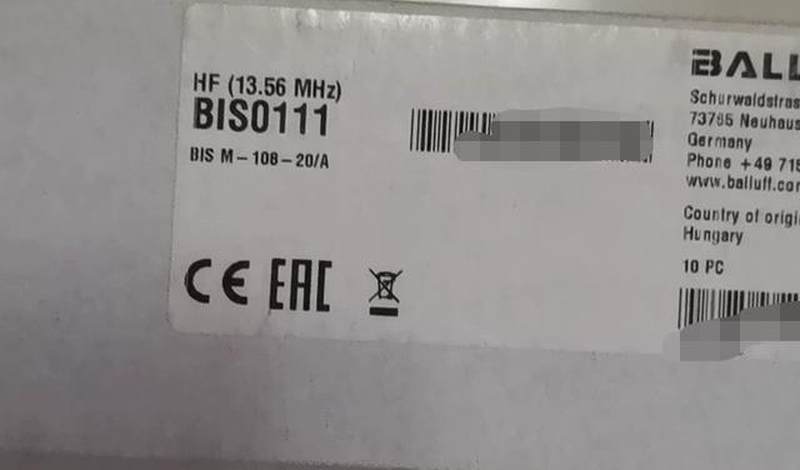 HF (13.56 MHz)
BIS0111
BIS M-108-20/A
CE EAC
BALL
Schurwaldstras
73765 Neuhaus
Germany
Phone +49 715
www.balluff.co
Country of origi
Hungary
10 PC